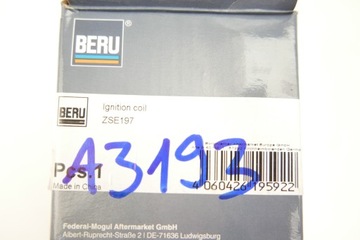 BERU
BERU
Ignition coil
ZSE197
Pcs.1
A3193
Made in China
4 060426 195922
Federal-Mogul Aftermarket GmbH
Albert-Ruprecht-Straße 2 I DE-71636 Ludwigsburg